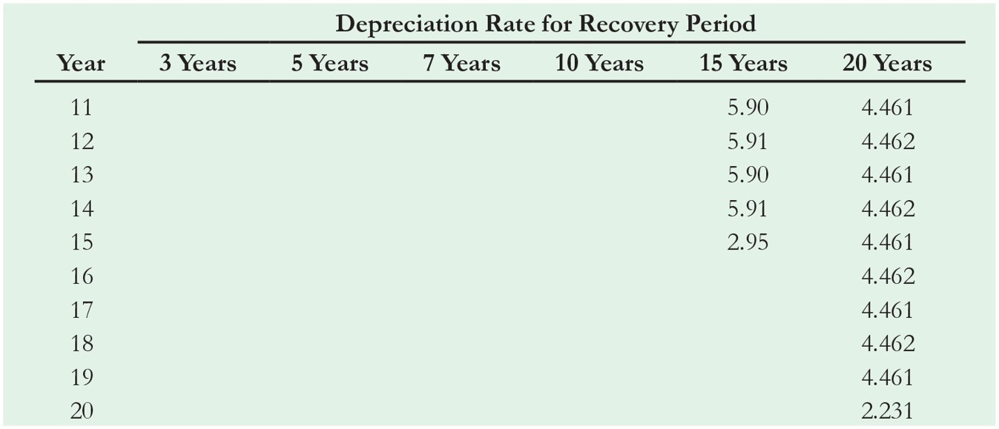 Depreciation Rate for Recovery Period
Year 3 Years 5 Years 7 Years 10 Years 15 Years 20 Years
11 5.90 4.461
12 5.91 4.462
13 5.90 4.461
14 5.91 4.462
15 2.95 4.461
16 4.462
17 4.461
18 4.462
19 4.461
20 2.231